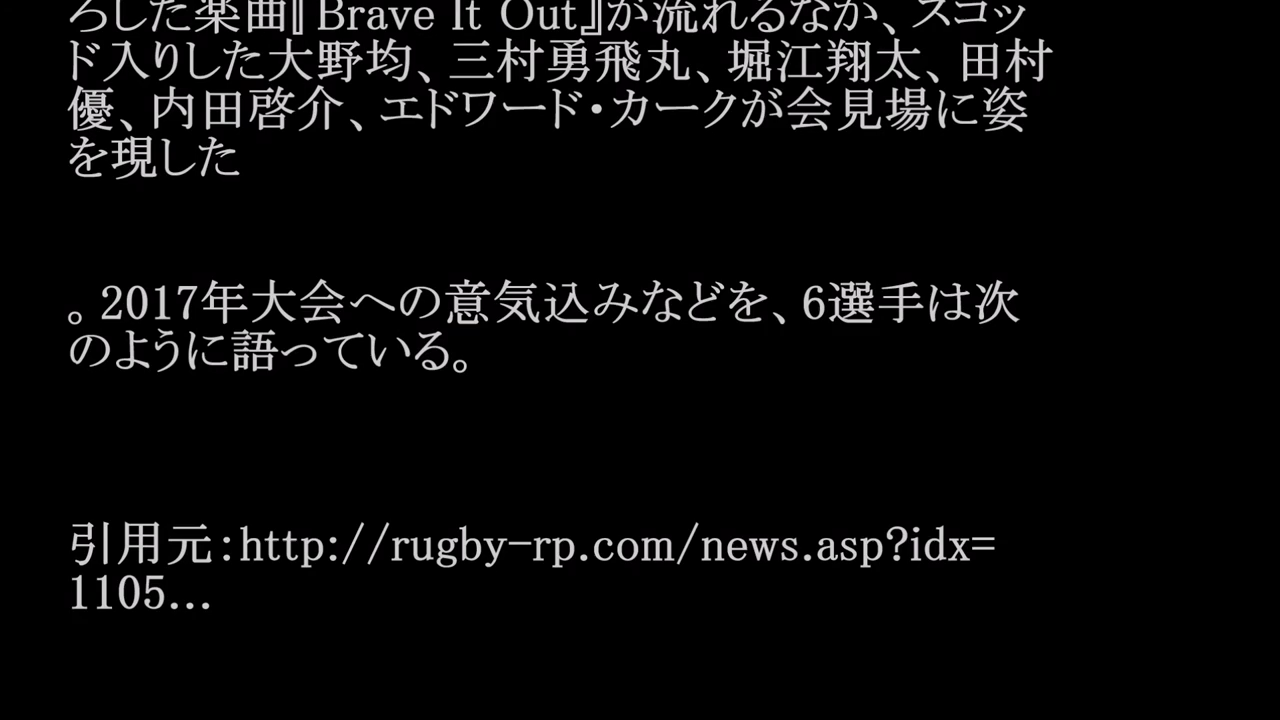 ろした楽曲『Brave It Out』が流れるなか、スコッ
ド入りした大野均、三村勇飛丸、堀江翔太、田村
優、内田啓介、エドワード・カークが会見場に姿
を現した
。2017年大会への意気込みなどを、6選手は次
のように語っている。
引用元：http://rugby-rp.com/news.asp?idx=
1105...